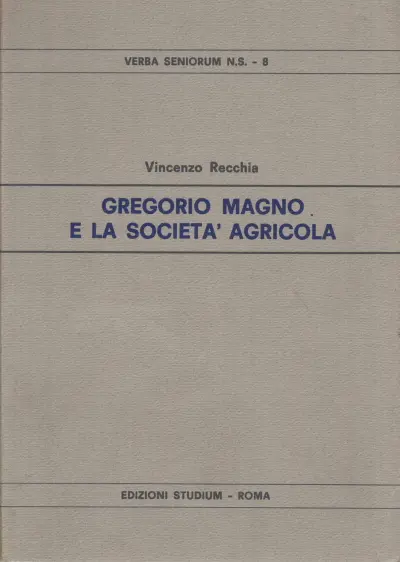 VERBA SENIORUM N.S. - 8
Vincenzo Recchia
GREGORIO MAGNO
E LA SOCIETA' AGRICOLA
EDIZIONI STUDIUM - ROMA